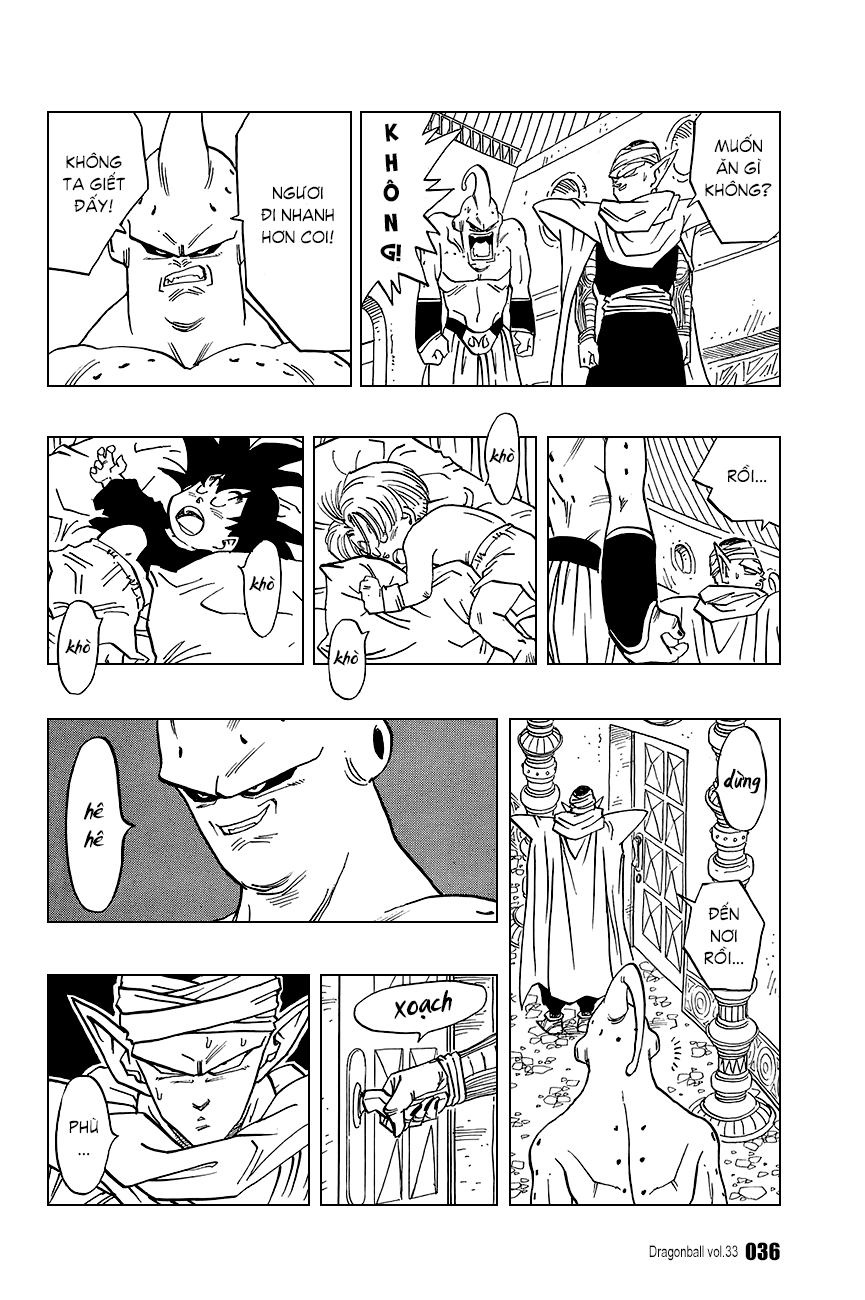 MUỐN
ĂN GÌ
KHÔNG?
KHÔNG!
NGƯƠI
ĐI NHANH
HƠN COI!
KHÔNG
TA GIẾT
ĐẤY!
RỒI...
khò
khò
khò
khò
dừng
ĐẾN
NƠI
RỒI...
hê
hê
xoạch
PHÙ
...
Dragonball vol.33 036